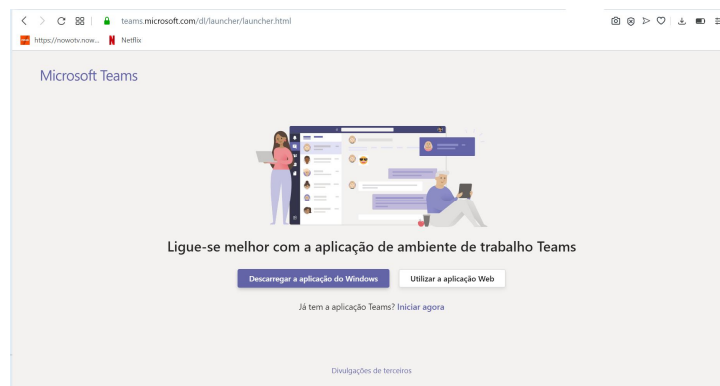 teams.microsoft.com/dl/launcher/launcher.html
https://nowotv.now... Netflix
Microsoft Teams
Ligue-se melhor com a aplicação de ambiente de trabalho Teams
Descarregar a aplicação do Windows Utilizar a aplicação Web
Já tem a aplicação Teams? Iniciar agora
Divulgações de terceiros